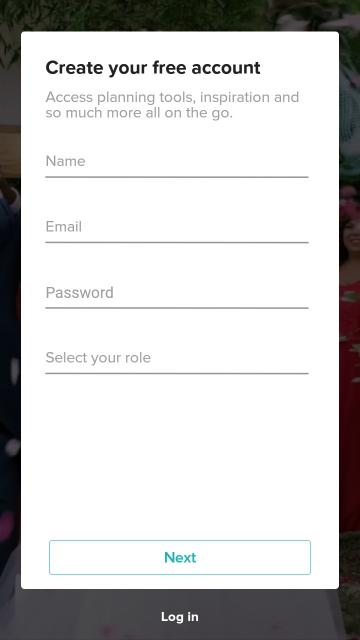 Create your free account
Access planning tools, inspiration and
so much more all on the go.
Name
Email
Password
Select your role
Next
Log in